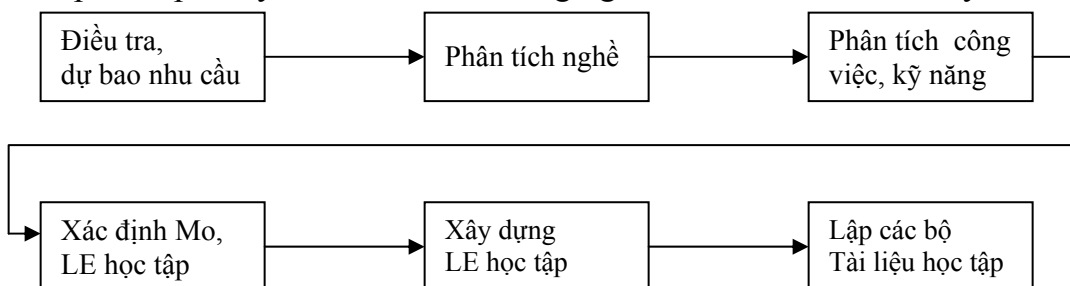 Điều tra,
dự bao nhu cầu
Phân tích nghề
Phân tích công
việc, kỹ năng
Xác định Mo,
LE học tập
Xây dựng
LE học tập
Lập các bộ
Tài liệu học tập